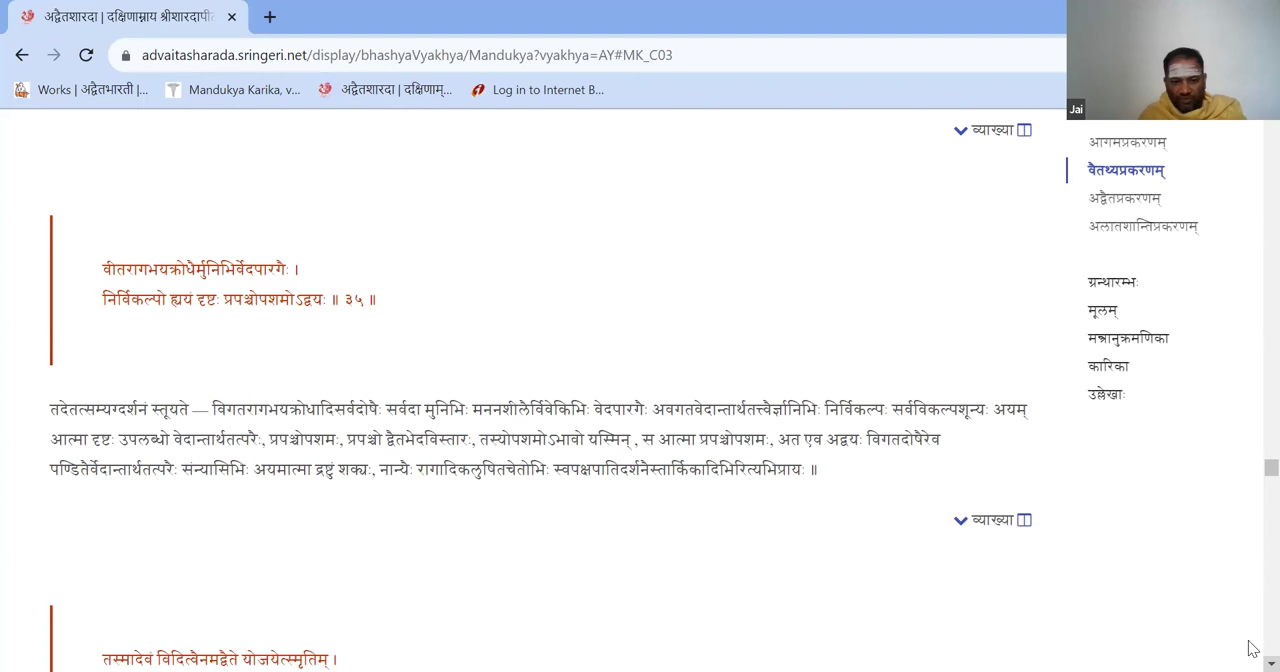 अद्वैतशारदा | दक्षिणाम्नाय श्रीशारदापी
advaitasharada.sringeri.net/display/bhashyaVyakhya/Mandukya?vyakhya=AY#MK_C03
Works | अद्वैतभारती |... Mandukya Karika, v... अद्वैतशारदा | दक्षिणाम्... Log in to Internet B...
Jai
व्याख्या
आगमप्रकरणम्
वैतथ्यप्रकरणम्
अद्वैतप्रकरणम्
अलातशान्तिप्रकरणम्
ग्रन्थारम्भः
मूलम्
मन्त्रानुक्रमणिका
कारिका
उल्लेखाः
वीतरागभयक्रोधैर्मुनिभिर्वेदपारगैः ।
निर्विकल्पो ह्ययं दृष्टः प्रपञ्चोपशमोऽद्वयः ॥ ३५ ॥
तदेतत्सम्यग्दर्शनं स्तूयते — विगतरागभयक्रोधादिसर्वदोषैः सर्वदा मुनिभिः मननशीलैर्विवेकिभिः वेदपारगैः अवगतवेदान्तार्थतत्त्वैर्ज्ञानिभिः निर्विकल्पः सर्वविकल्पशून्यः अयम्
आत्मा दृष्टः उपलब्धो वेदान्तार्थतत्परैः, प्रपञ्चोपशमः, प्रपञ्चो द्वैतभेदविस्तारः, तस्योपशमोऽभावो यस्मिन् , स आत्मा प्रपञ्चोपशमः, अत एव अद्वयः विगतदोषैरेव
पण्डितैर्वेदान्तार्थतत्परैः संन्यासिभिः अयमात्मा द्रष्टुं शक्यः, नान्यैः रागादिकलुषितचेतोभिः स्वपक्षपातिदर्शनैस्तार्किकादिभिरित्यभिप्रायः ॥
व्याख्या
तस्मादेवं विदित्वैनमद्वैते योजयेत्स्मृतिम् ।